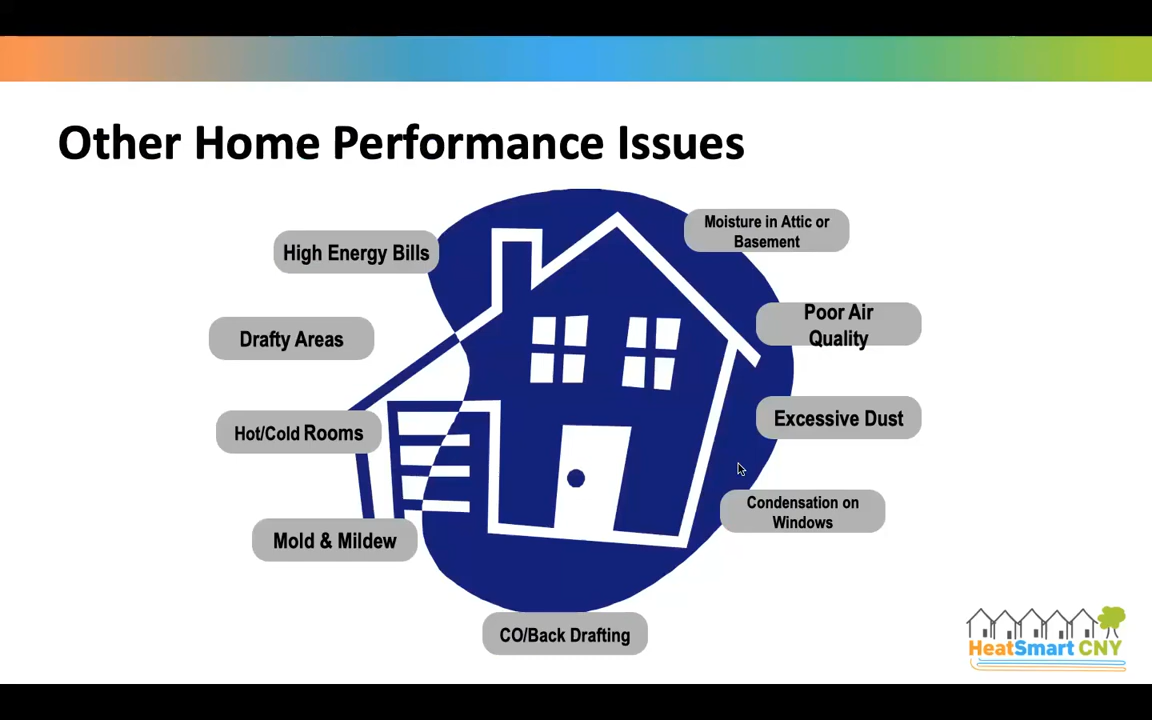 Other Home Performance Issues
High Energy Bills
Moisture in Attic or
Basement
Drafty Areas
Poor Air
Quality
Hot/Cold Rooms
Excessive Dust
Mold & Mildew
Condensation on
Windows
CO/Back Drafting
HeatSmart CNY